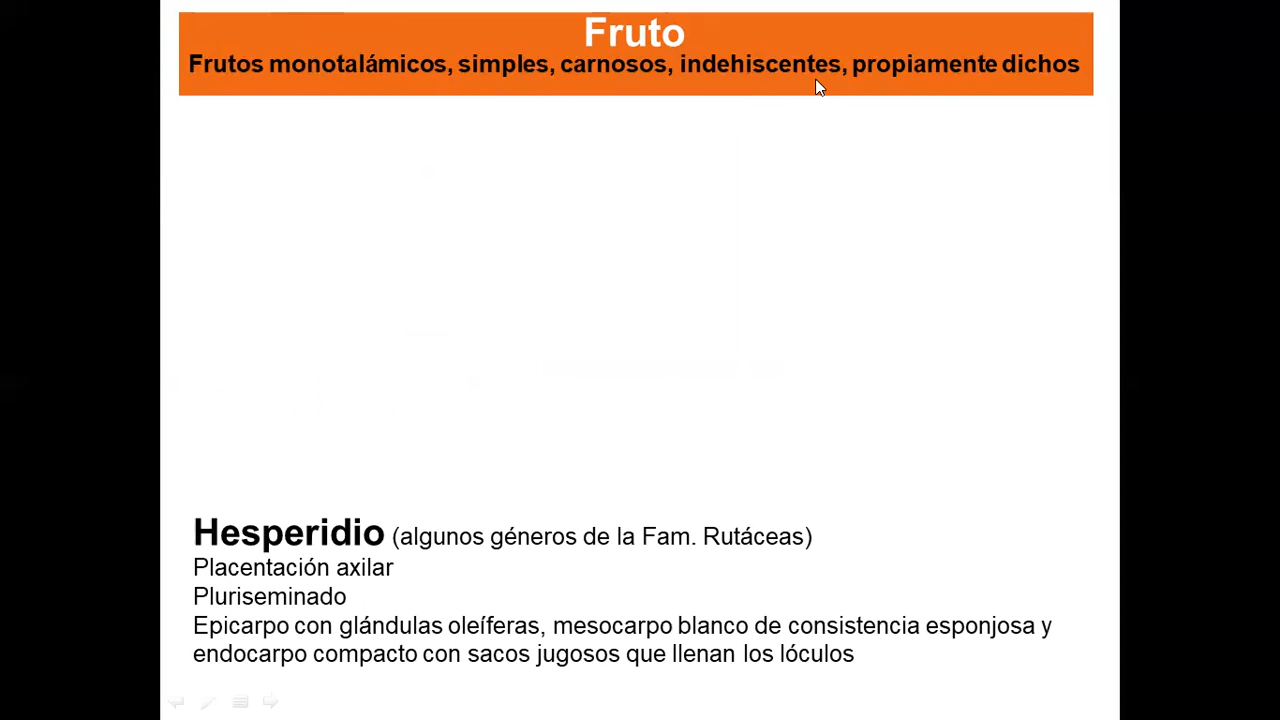 Fruto
Frutos monotalámicos, simples, carnosos, indehiscentes, propiamente dichos
Hesperidio (algunos géneros de la Fam. Rutáceas)
Placentación axilar
Pluriseminado
Epicarpo con glándulas oleíferas, mesocarpo blanco de consistencia esponjosa y
endocarpo compacto con sacos jugosos que llenan los lóculos